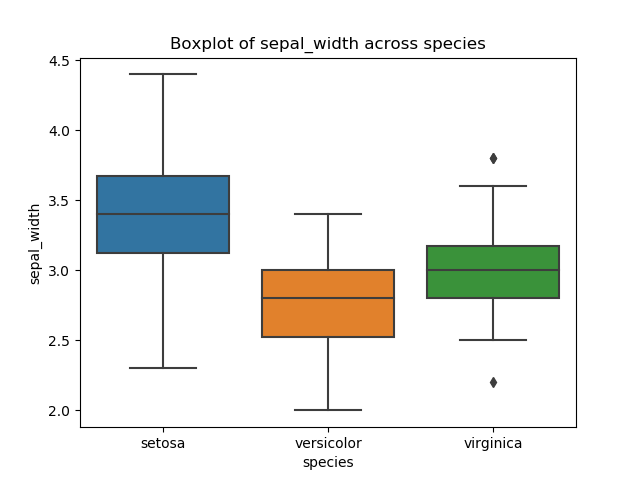 Boxplot of sepal_width across species
4.5
4.0
3.5
3.0
2.5
2.0
sepal_width
setosa versicolor virginica
species